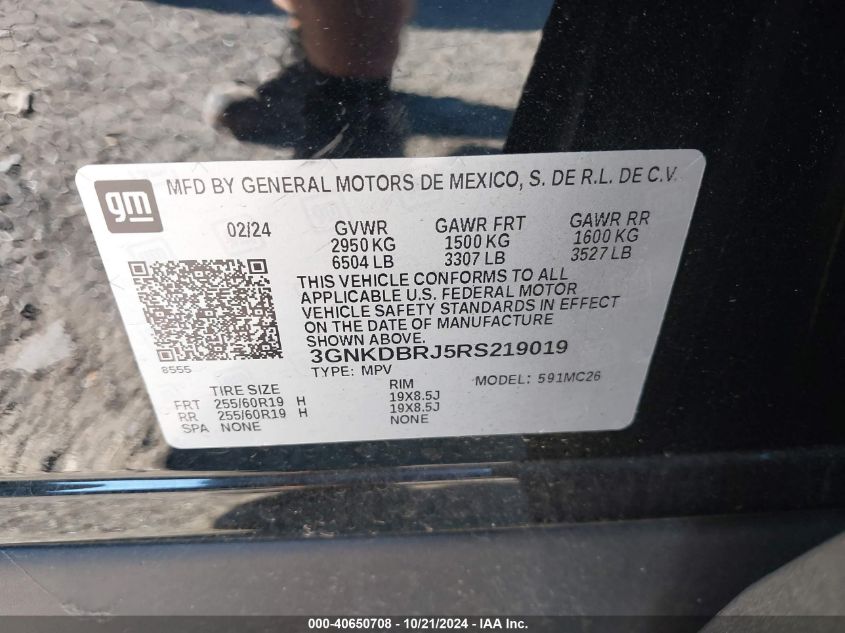 gm
MFD BY GENERAL MOTORS DE MEXICO, S. DE R.L. DE C.V.
02/24 GVWR GAWR FRT GAWR RR
2950 KG 1500 KG 1600 KG
6504 LB 3307 LB 3527 LB
THIS VEHICLE CONFORMS TO ALL
APPLICABLE U.S. FEDERAL MOTOR
VEHICLE SAFETY STANDARDS IN EFFECT
ON THE DATE OF MANUFACTURE
SHOWN ABOVE.
8555
3GNKDBRJ5RS219019
TYPE: MPV MODEL: 591MC26
TIRE SIZE RIM
FRT 255/60R19 H 19X8.5J
RR 255/60R19 H 19X8.5J
SPA NONE NONE
000-40650708 - 10/21/2024 - IAA Inc.